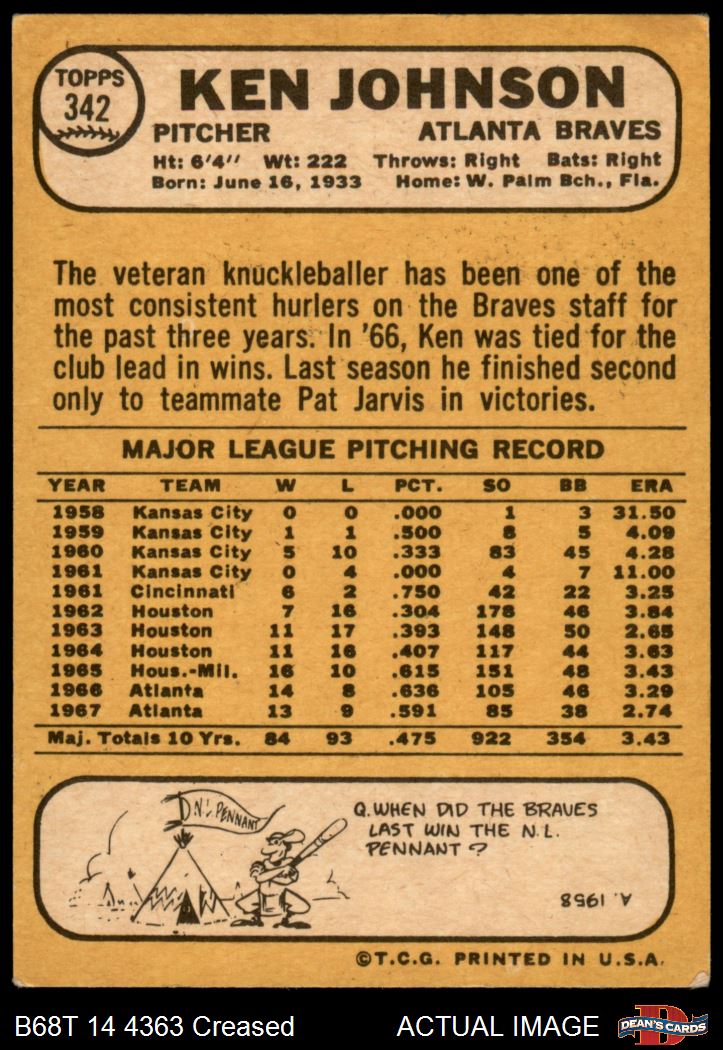 TOPPS
342
KEN JOHNSON
PITCHER ATLANTA BRAVES
Ht: 6'4" Wt: 222 Throws: Right Bats: Right
Born: June 16, 1933 Home: W. Palm Bch., Fla.
The veteran knuckleballer has been one of the
most consistent hurlers on the Braves staff for
the past three years. In '66, Ken was tied for the
club lead in wins. Last season he finished second
only to teammate Pat Jarvis in victories.
MAJOR LEAGUE PITCHING RECORD
YEAR TEAM W L PCT. SO BB ERA
1958 Kansas City 0 0 .000 1 3 31.50
1959 Kansas City 1 1 .500 8 5 4.09
1960 Kansas City 5 10 .333 83 45 4.28
1961 Kansas City 0 4 .000 4 7 11.00
1961 Cincinnati 6 2 .750 42 22 3.25
1962 Houston 7 16 .304 178 46 3.84
1963 Houston 11 17 .393 148 50 2.65
1964 Houston 11 16 .407 117 44 3.63
1965 Hous.-Mil. 16 10 .615 151 48 3.43
1966 Atlanta 14 8 .636 105 46 3.29
1967 Atlanta 13 9 .591 85 38 2.74
Maj. Totals 10 Yrs. 84 93 .475 922 354 3.43
N.L. PENNANT
Q. WHEN DID THE BRAVES
LAST WIN THE N.L.
PENNANT?
A. 1958
©T.C.G. PRINTED IN U.S.A.
B68T 14 4363 Creased ACTUAL IMAGE
D
DEAN'S CARDS